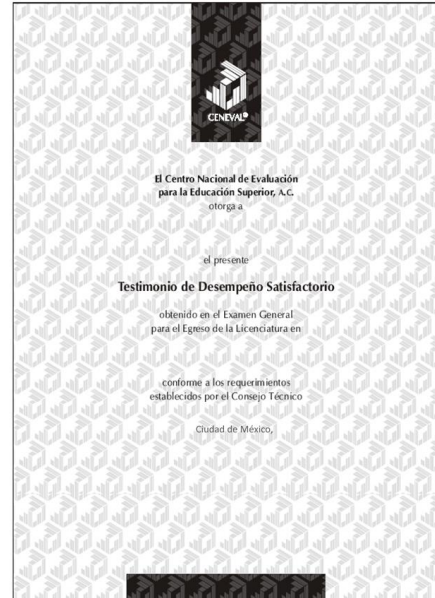 CENEVAL®
El Centro Nacional de Evaluación
para la Educación Superior, A.C.
otorga a
el presente
Testimonio de Desempeño Satisfactorio
obtenido en el Examen General
para el Egreso de la Licenciatura en
conforme a los requerimientos
establecidos por el Consejo Técnico
Ciudad de México,